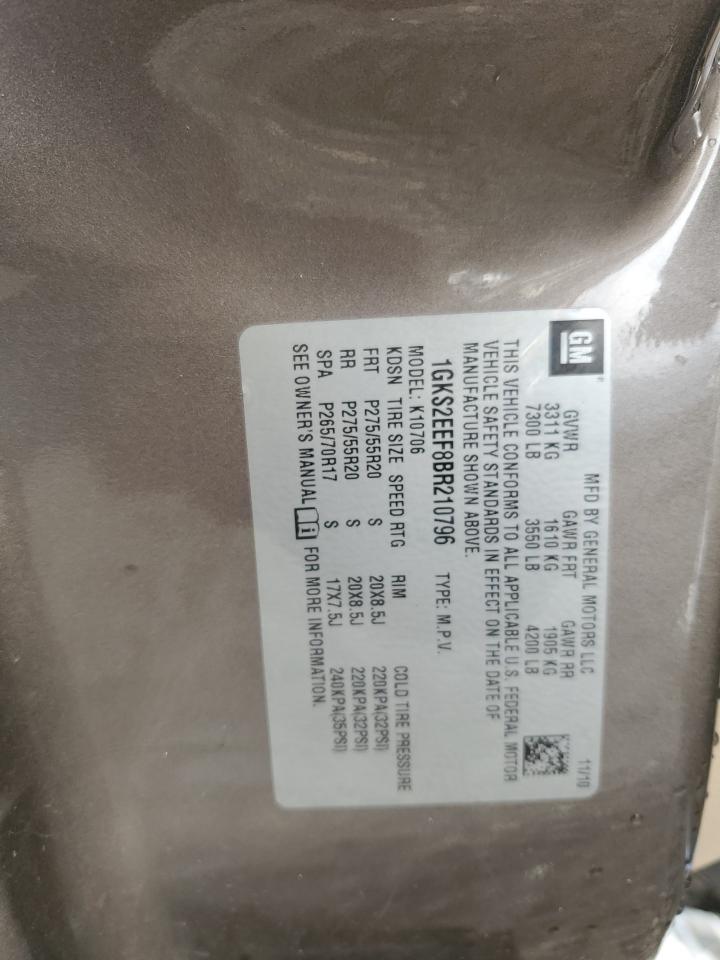 GM
MFD BY GENERAL MOTORS LLC 11/10
GVWR GAWR FRT GAWR RR
3311 KG 1610 KG 1905 KG
7300 LB 3550 LB 4200 LB
THIS VEHICLE CONFORMS TO ALL APPLICABLE U.S. FEDERAL MOTOR
VEHICLE SAFETY STANDARDS IN EFFECT ON THE DATE OF
MANUFACTURE SHOWN ABOVE.
1GKS2EEF8BR210796 TYPE: M.P.V.
MODEL: K10706
KDSN TIRE SIZE SPEED RTG RIM COLD TIRE PRESSURE
FRT P275/55R20 S 20X8.5J 220KPA(32PSI)
RR P275/55R20 S 20X8.5J 220KPA(32PSI)
SPA P265/70R17 S 17X7.5J 240KPA(35PSI)
SEE OWNER'S MANUAL i FOR MORE INFORMATION.